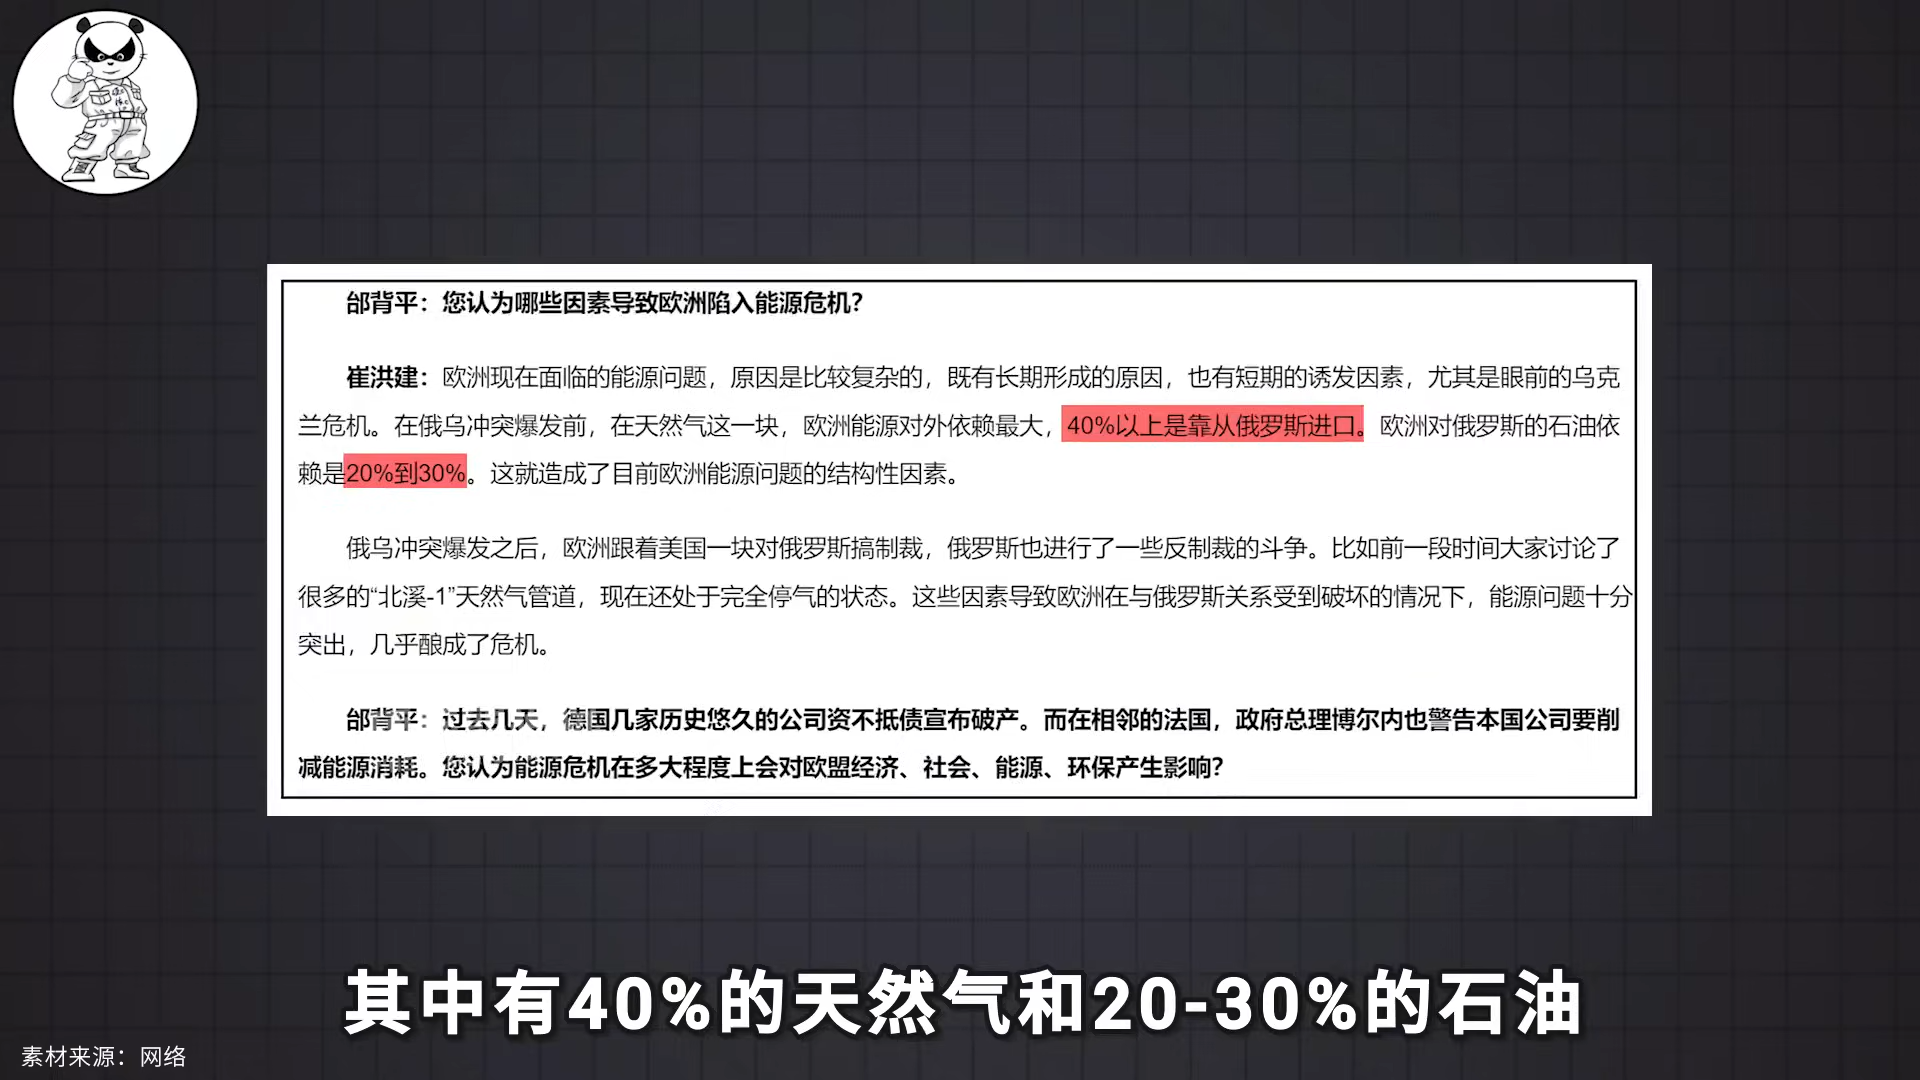 邰背平：您认为哪些因素导致欧洲陷入能源危机？
崔洪建：欧洲现在面临的能源问题，原因是比较复杂的，既有长期形成的原因，也有短期的诱发因素，尤其是眼前的乌克
兰危机。在俄乌冲突爆发前，在天然气这一块，欧洲能源对外依赖最大，40%以上是靠从俄罗斯进口。欧洲对俄罗斯的石油依
赖是20%到30%。这就造成了目前欧洲能源问题的结构性因素。
俄乌冲突爆发之后，欧洲跟着美国一块对俄罗斯搞制裁，俄罗斯也进行了一些反制裁的斗争。比如前一段时间大家讨论了
很多的“北溪-1”天然气管道，现在还处于完全停气的状态。这些因素导致欧洲在与俄罗斯关系受到破坏的情况下，能源问题十分
突出，几乎酿成了危机。
邰背平：过去几天，德国几家历史悠久的公司资不抵债宣布破产。而在相邻的法国，政府总理博尔内也警告本国公司要削
减能源消耗。您认为能源危机在多大程度上会对欧盟经济、社会、能源、环保产生影响？
其中有40%的天然气和20-30%的石油
素材来源：网络